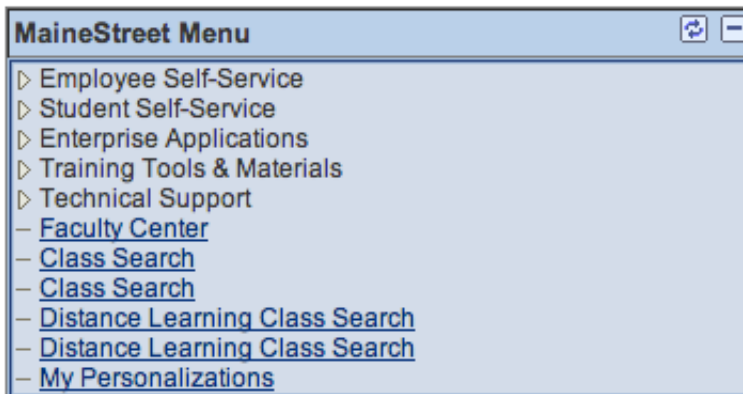 MaineStreet Menu
Employee Self-Service
Student Self-Service
Enterprise Applications
Training Tools & Materials
Technical Support
Faculty Center
Class Search
Class Search
Distance Learning Class Search
Distance Learning Class Search
My Personalizations